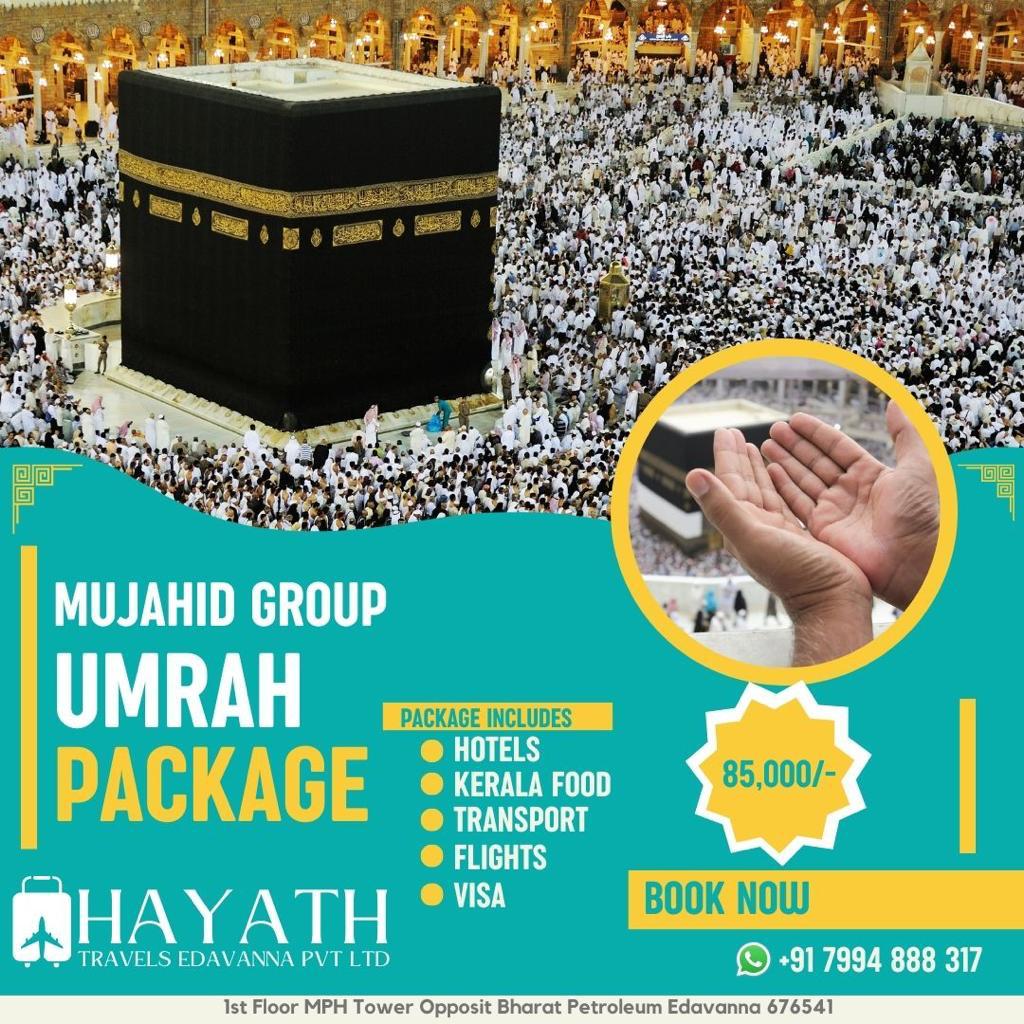 MUJAHID GROUP
UMRAH
PACKAGE
PACKAGE INCLUDES
HOTELS
KERALA FOOD
TRANSPORT
FLIGHTS
VISA
85,000/-
BOOK NOW
+91 7994 888 317
HAYATH
TRAVELS EDAVANNA PVT LTD
1st Floor MPH Tower Opposit Bharat Petroleum Edavanna 676541